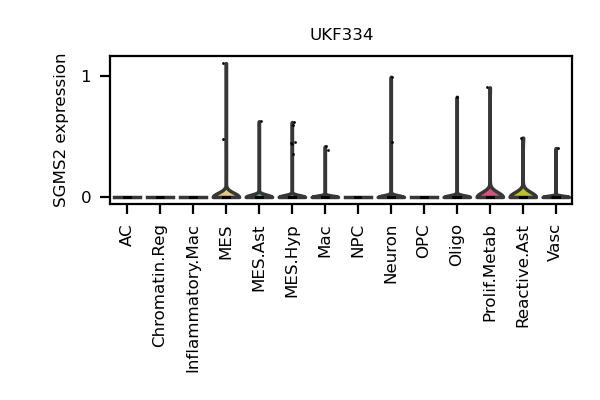 UKF334
SGMS2 expression
1
0
AC
Chromatin.Reg
Inflammatory.Mac
MES
MES.Ast
MES.Hyp
Mac
NPC
Neuron
OPC
Oligo
Prolif.Metab
Reactive.Ast
Vasc